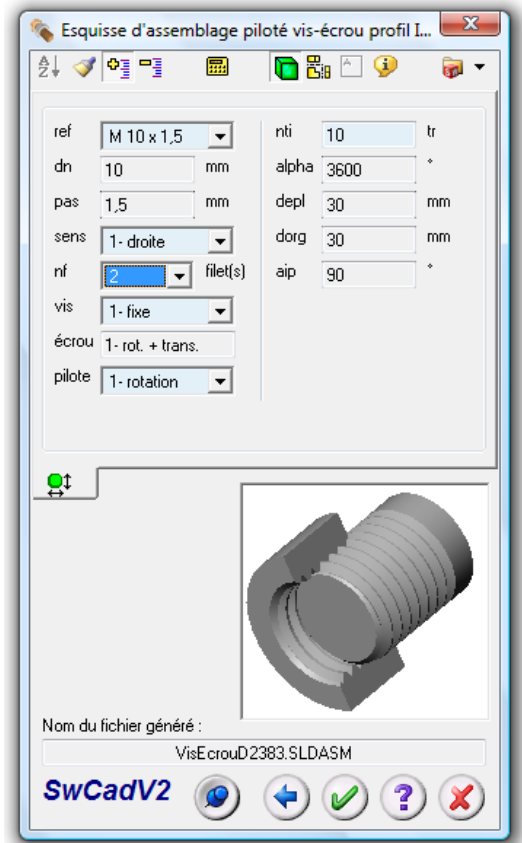 Esquisse d'assemblage piloté vis-écrou profil I...
ref M 10 x 1,5 nti 10 tr
dn 10 mm alpha 3600 °
pas 1,5 mm depl 30 mm
sens 1- droite dorg 30 mm
nf 2 filet(s) aip 90 °
vis 1- fixe
écrou 1- rot. + trans.
pilote 1- rotation
Nom du fichier généré :
VisEcrouD2383.SLDASM
SwCadV2